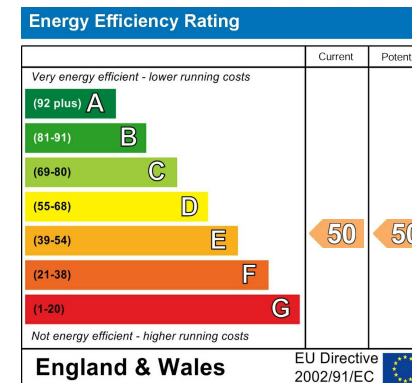 Energy Efficiency Rating
Current Potent
Very energy efficient - lower running costs
(92 plus) A
(81-91) B
(69-80) C
(55-68) D
(39-54) E 50 50
(21-38) F
(1-20) G
Not energy efficient - higher running costs
England & Wales
EU Directive
2002/91/EC